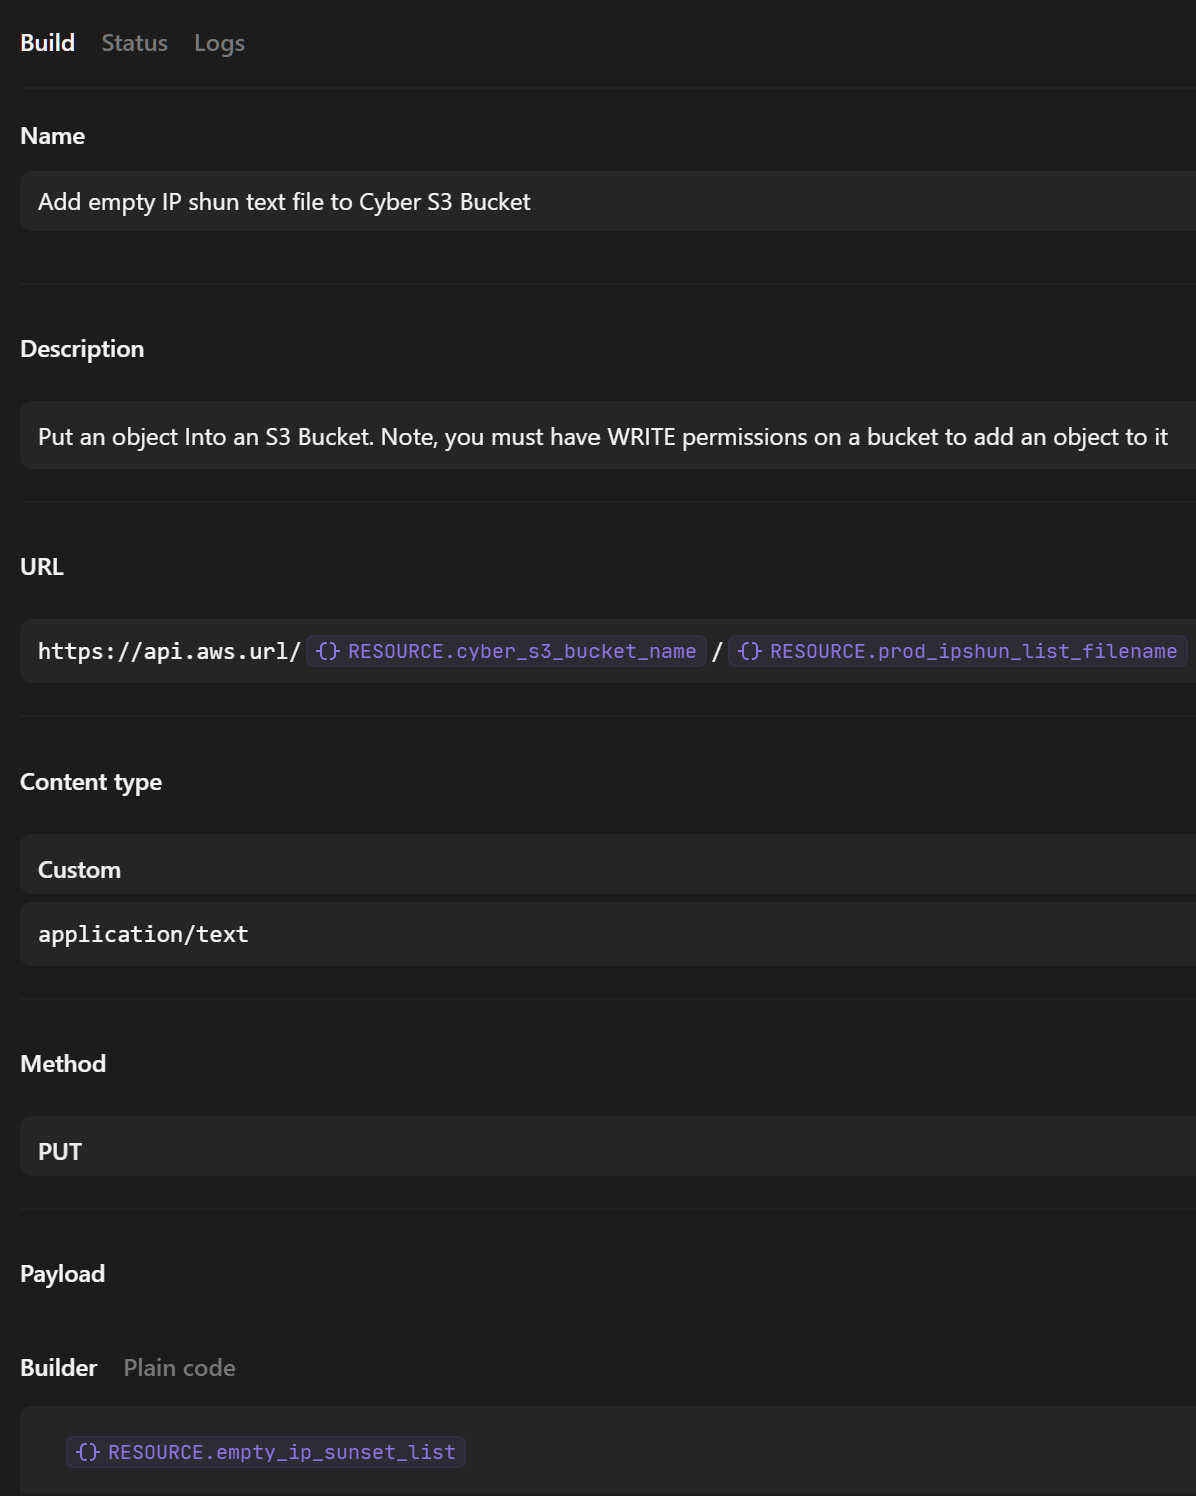 Build Status Logs
Name
Add empty IP shun text file to Cyber S3 Bucket
Description
Put an object Into an S3 Bucket. Note, you must have WRITE permissions on a bucket to add an object to it
URL
https://api.aws.url/ {} RESOURCE.cyber_s3_bucket_name / {} RESOURCE.prod_ipshun_list_filename
Content type
Custom
application/text
Method
PUT
Payload
Builder Plain code
{} RESOURCE.empty_ip_sunset_list